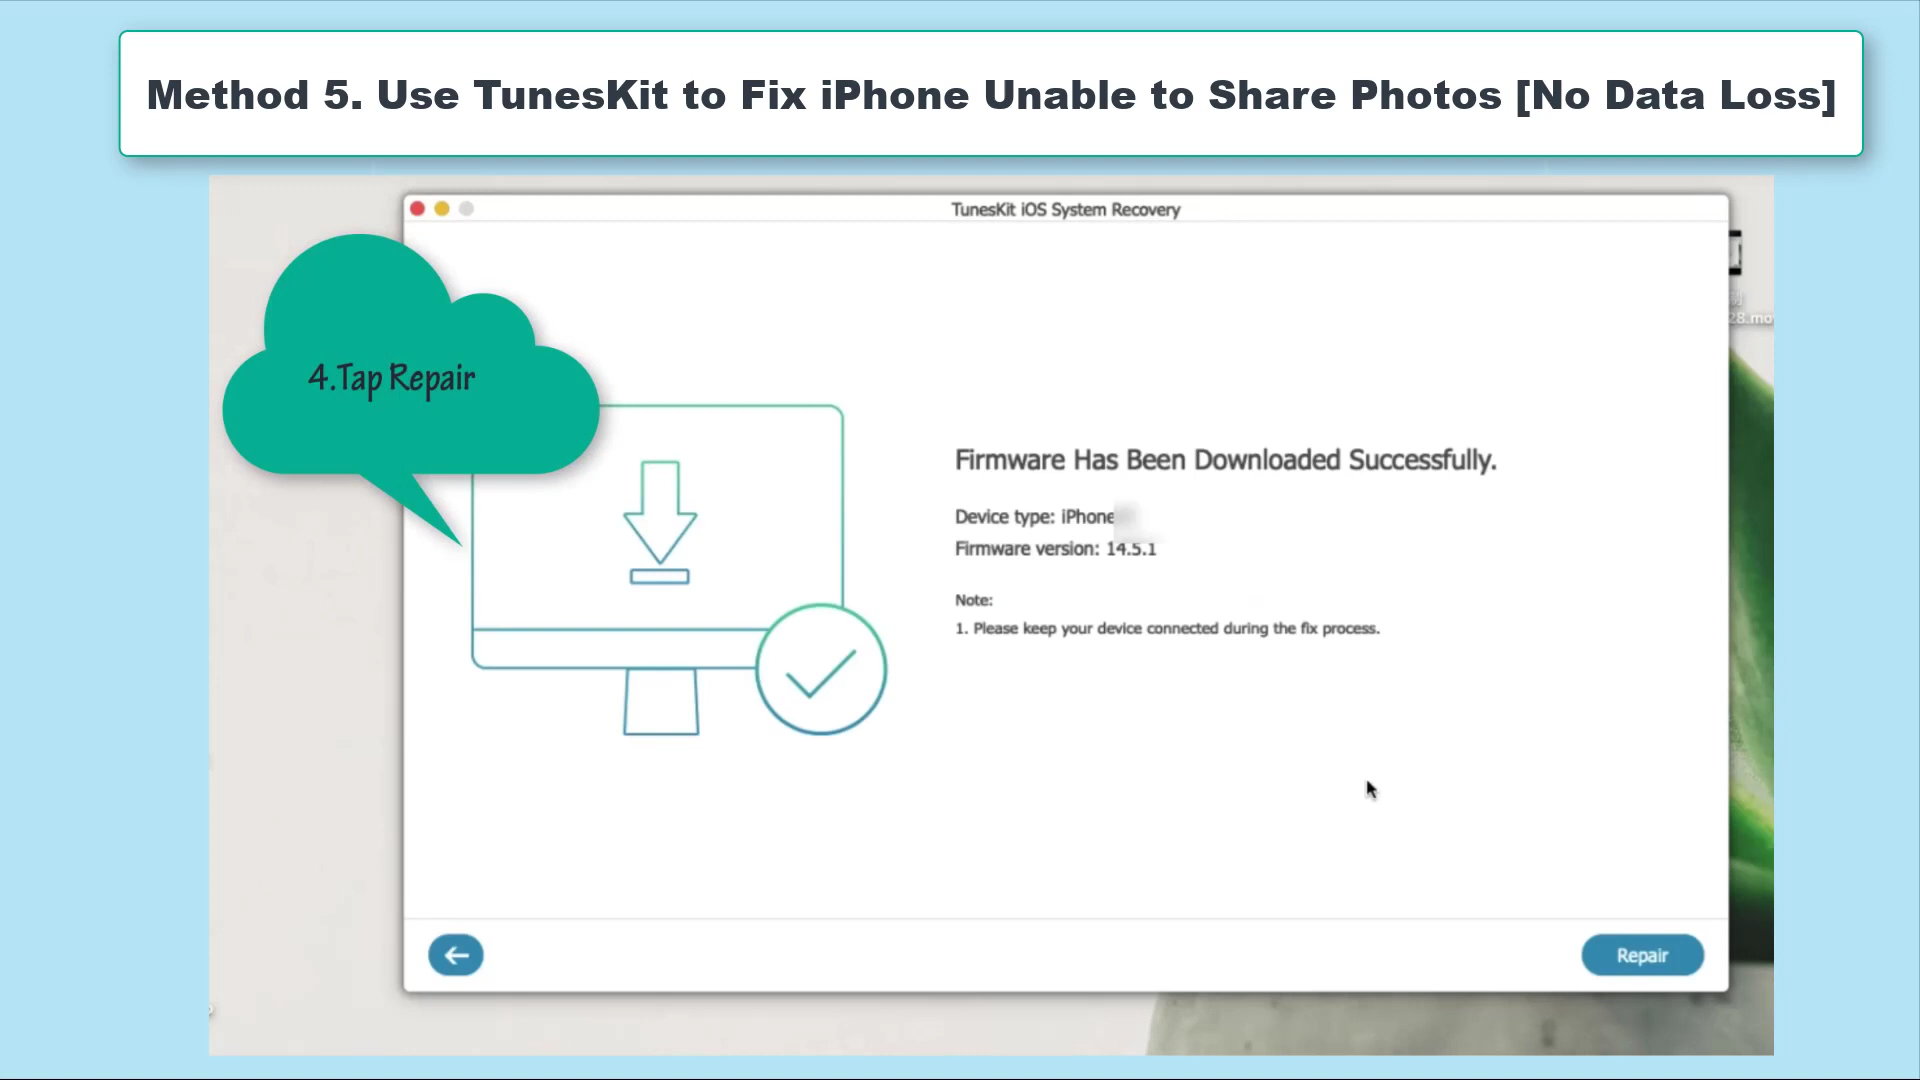 Method 5. Use TunesKit to Fix iPhone Unable to Share Photos [No Data Loss]
TunesKit iOS System Recovery
28.mo
4.Tap Repair
Firmware Has Been Downloaded Successfully.
Device type: iPhone
Firmware version: 14.5.1
Note:
1. Please keep your device connected during the fix process.
Repair